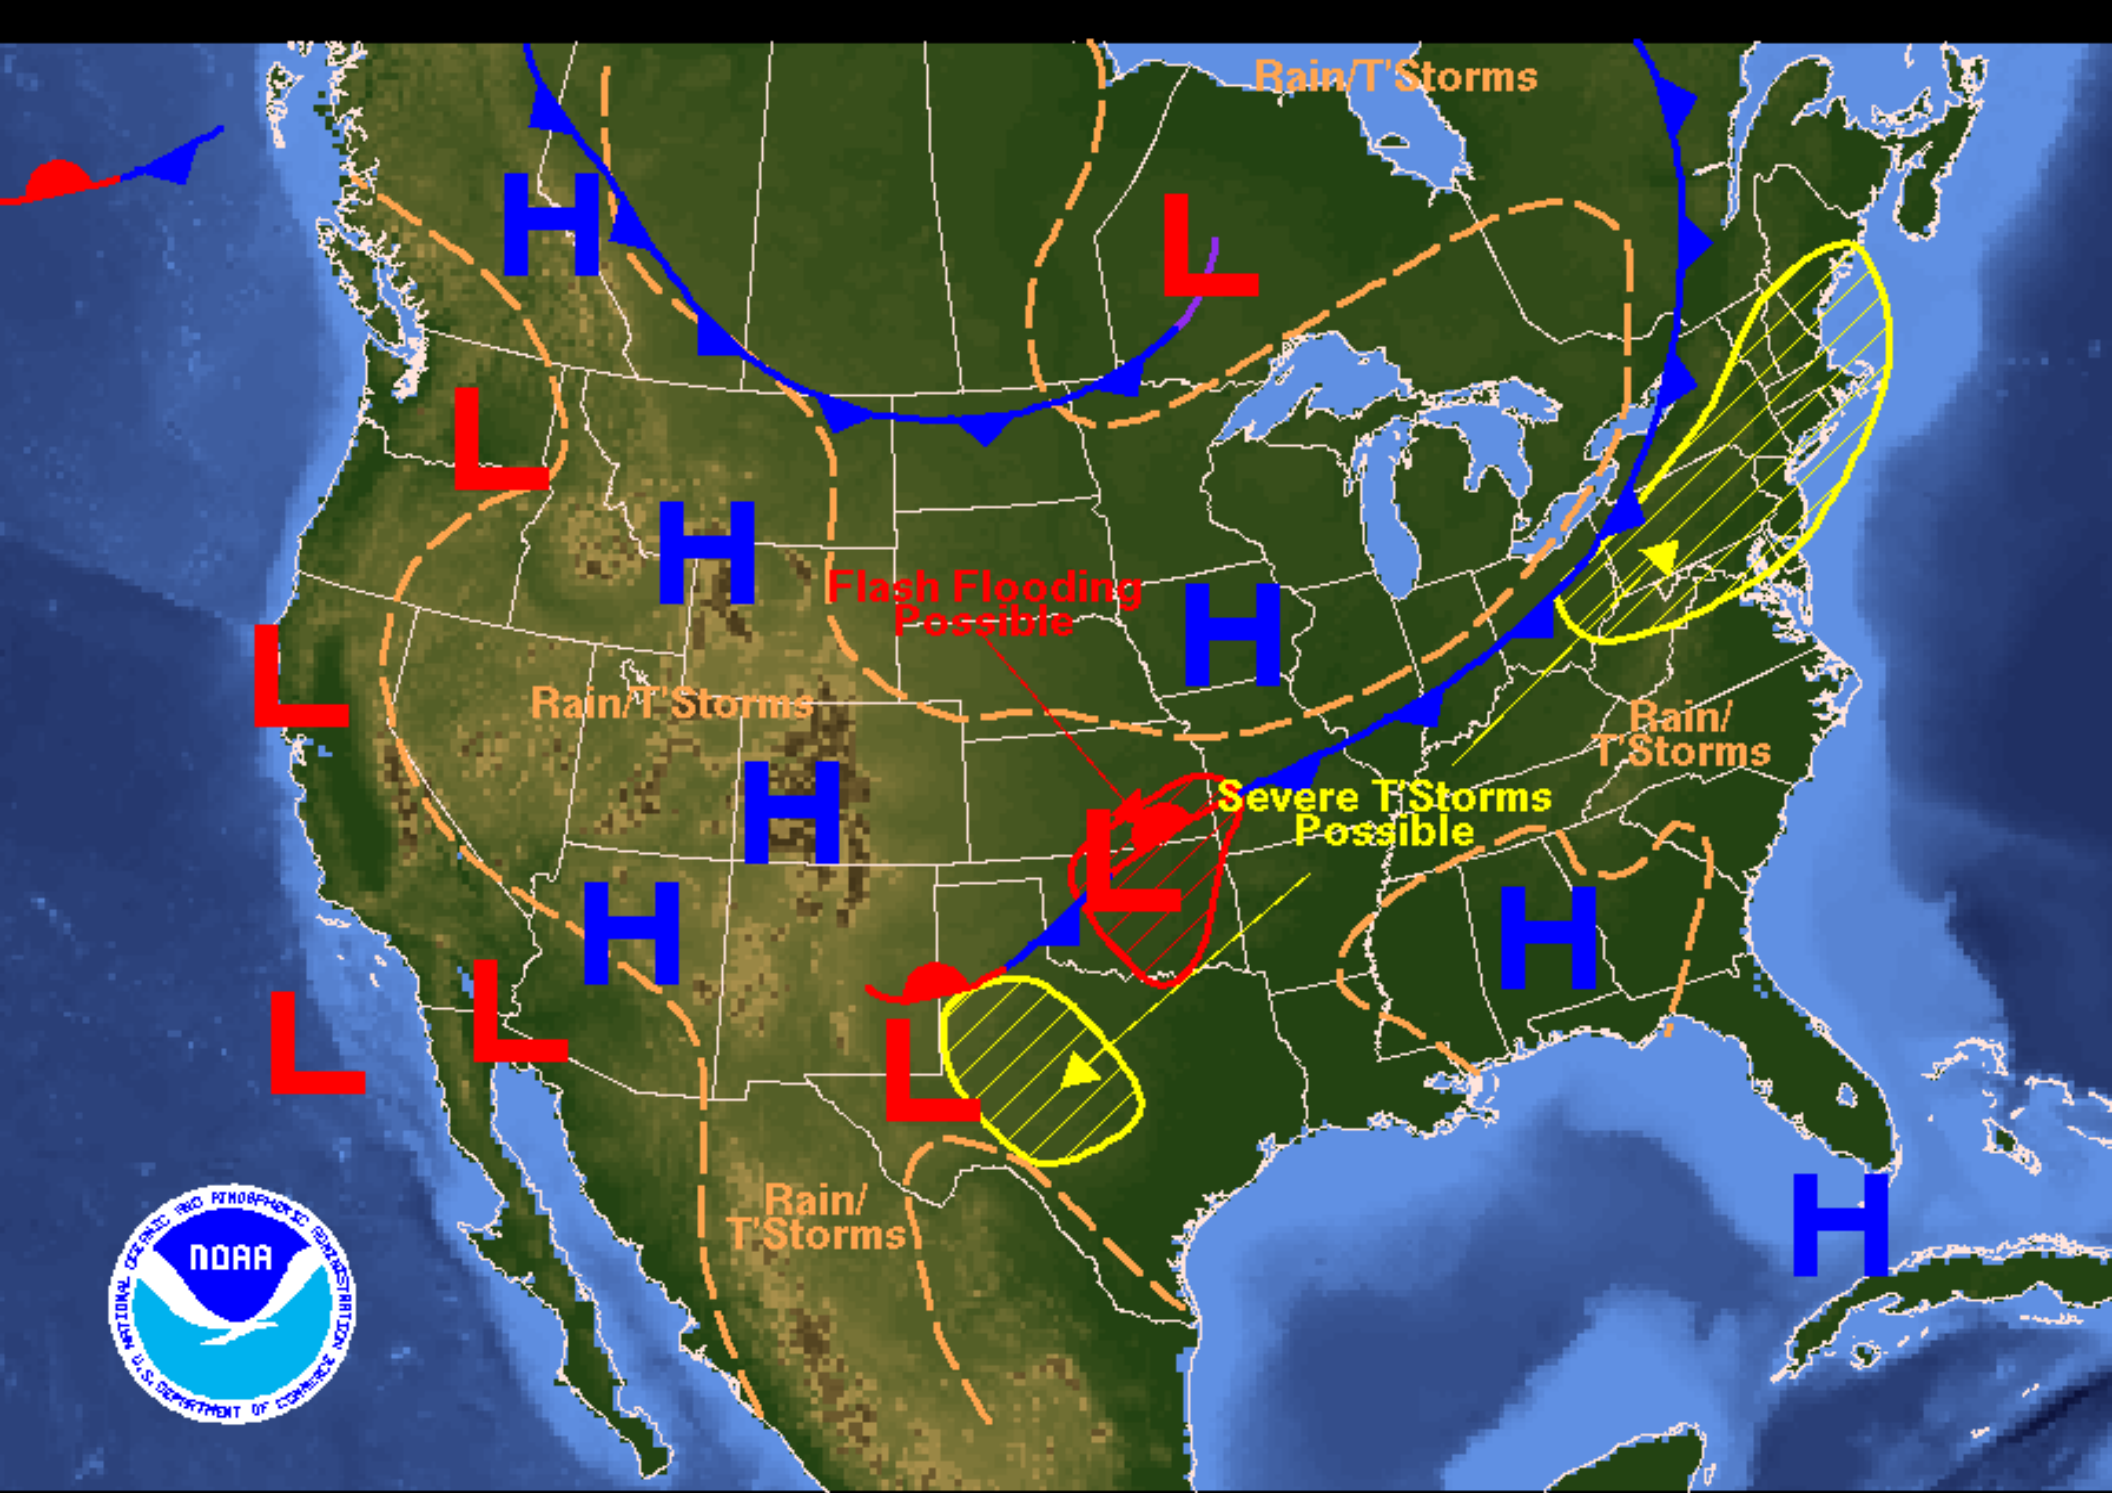 Rain/T'Storms
H
L
L
H
Flash Flooding
Possible
H
L
Rain/T'Storms
Rain/
T'Storms
H
Severe T'Storms
Possible
L
H
H
L
L
L
Rain/
T'Storms
H
NATIONAL OCEANIC AND ATMOSPHERIC ADMINISTRATION
NOAA
U.S. DEPARTMENT OF COMMERCE